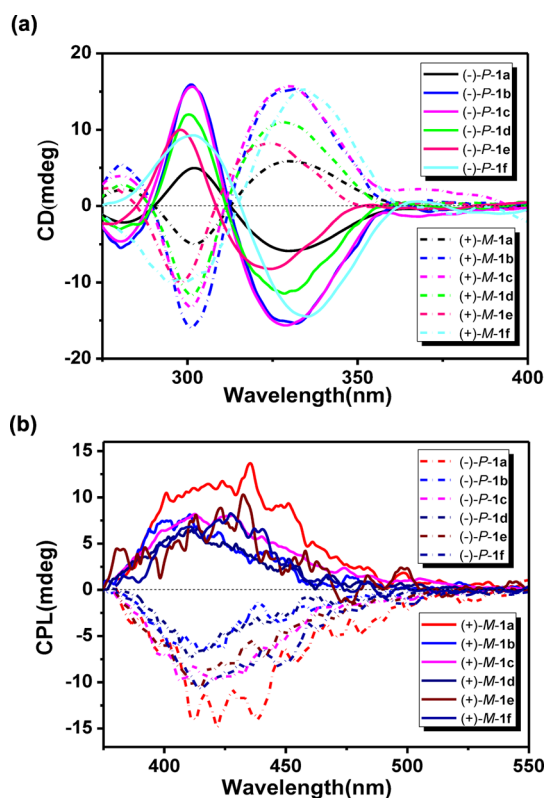 (a)
20
10
0
-10
-20
CD(mdeg)
(-)-P-1a
(-)-P-1b
(-)-P-1c
(-)-P-1d
(-)-P-1e
(-)-P-1f
(+)-M-1a
(+)-M-1b
(+)-M-1c
(+)-M-1d
(+)-M-1e
(+)-M-1f
300 350 400
Wavelength(nm)
(b)
15
10
5
0
-5
-10
-15
CPL(mdeg)
(-)-P-1a
(-)-P-1b
(-)-P-1c
(-)-P-1d
(-)-P-1e
(-)-P-1f
(+)-M-1a
(+)-M-1b
(+)-M-1c
(+)-M-1d
(+)-M-1e
(+)-M-1f
400 450 500 550
Wavelength(nm)